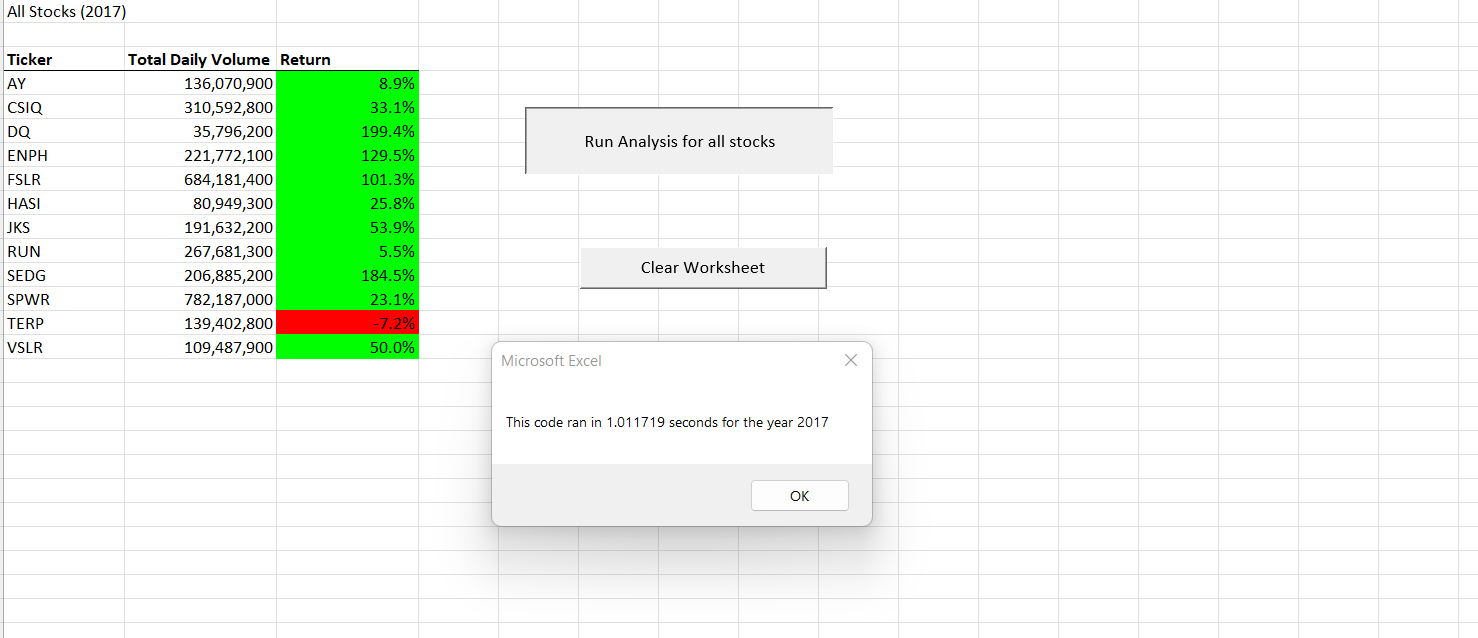 All Stocks (2017)
Ticker Total Daily Volume Return
AY 136,070,900 8.9%
CSIQ 310,592,800 33.1%
DQ 35,796,200 199.4%
ENPH 221,772,100 129.5%
FSLR 684,181,400 101.3%
HASI 80,949,300 25.8%
JKS 191,632,200 53.9%
RUN 267,681,300 5.5%
SEDG 206,885,200 184.5%
SPWR 782,187,000 23.1%
TERP 139,402,800 -7.2%
VSLR 109,487,900 50.0%
Run Analysis for all stocks
Clear Worksheet
Microsoft Excel
This code ran in 1.011719 seconds for the year 2017
OK